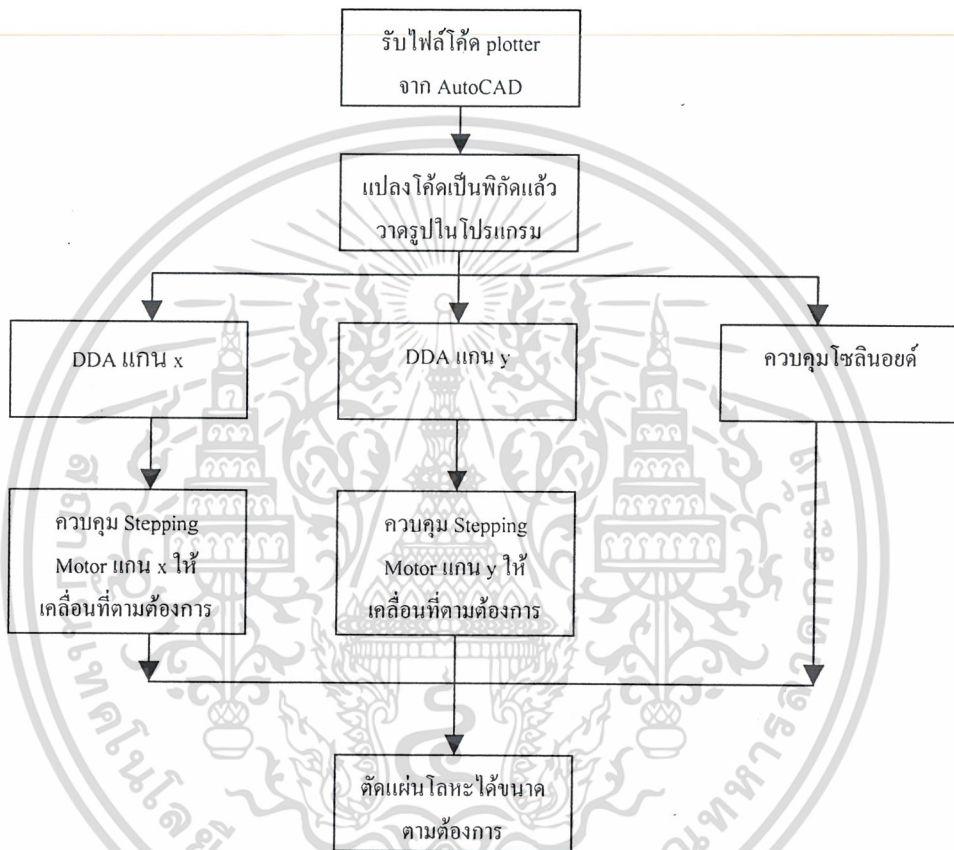 รับไฟล์โค้ด plotter
จาก AutoCAD
แปลงโค้ดเป็นพิกัดแล้ว
วาดรูปในโปรแกรม
DDA แกน x
DDA แกน y
ควบคุมโซลินอยด์
ควบคุม Stepping
Motor แกน x ให้
เคลื่อนที่ตามต้องการ
ควบคุม Stepping
Motor แกน y ให้
เคลื่อนที่ตามต้องการ
ตัดแผ่นโลหะได้ขนาด
ตามต้องการ